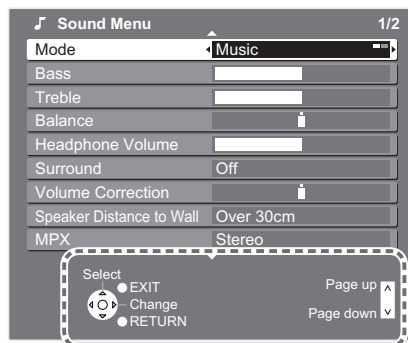 Sound Menu 1/2
Mode Music
Bass
Treble
Balance
Headphone Volume
Surround Off
Volume Correction
Speaker Distance to Wall Over 30cm
MPX Stereo
Select
EXIT
Page up
Change
Page down
RETURN